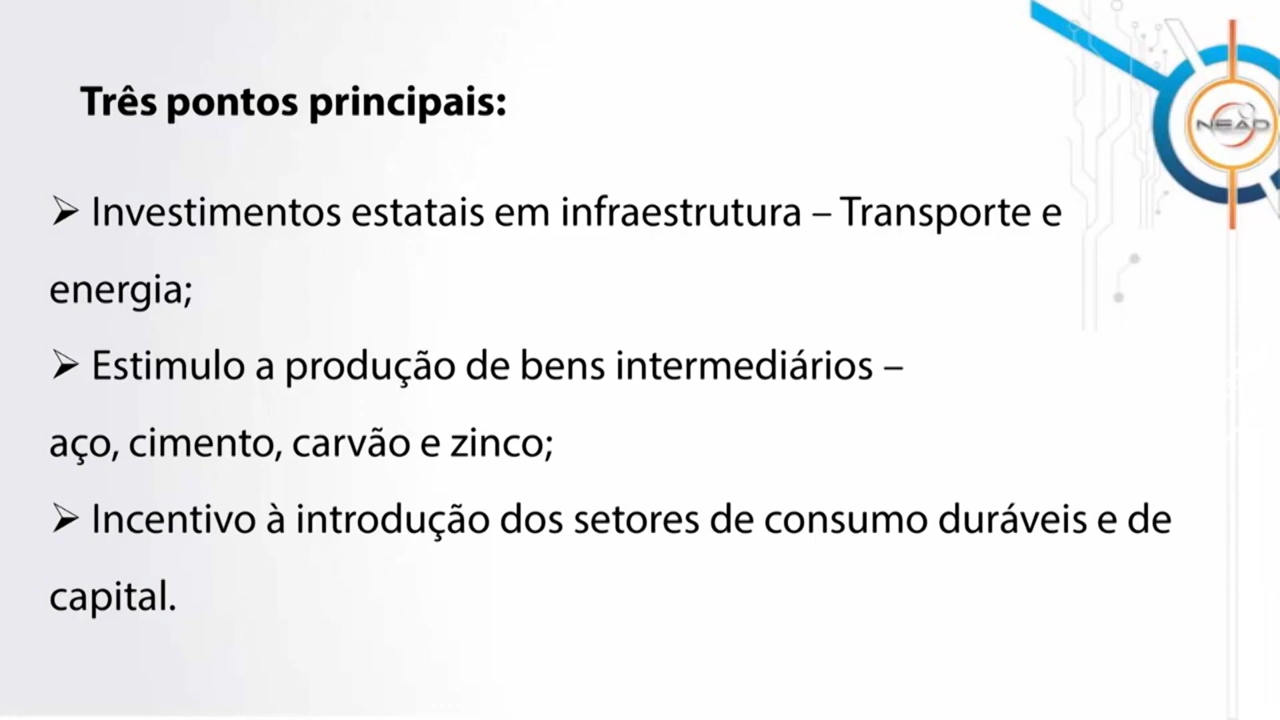 Três pontos principais:
NEAD
➢ Investimentos estatais em infraestrutura – Transporte e
energia;
➢ Estimulo a produção de bens intermediários –
aço, cimento, carvão e zinco;
➢ Incentivo à introdução dos setores de consumo duráveis e de
capital.